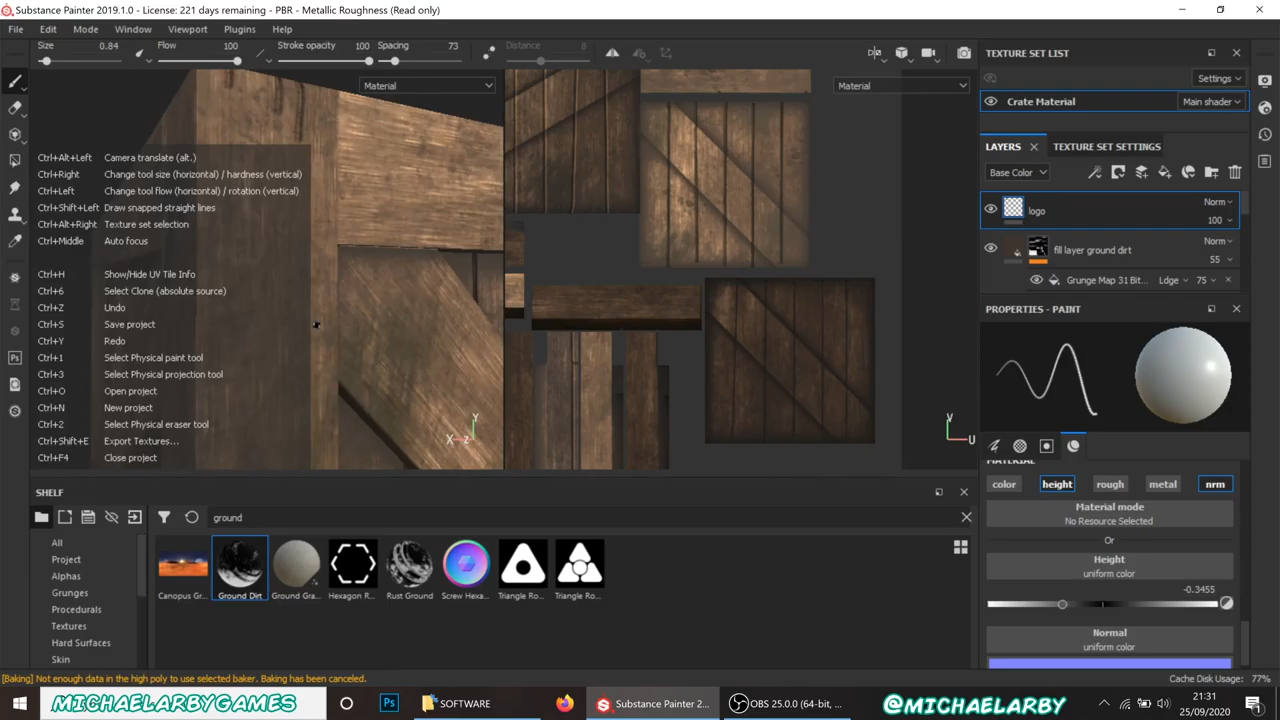 Substance Painter 2019.1.0 - License: 221 days remaining - PBR - Metallic Roughness (Read only)
File Edit Mode Window Viewport Plugins Help
Size 0.84 Flow 100 Stroke opacity 100 Spacing 73 Distance 8
Material
Material
Ctrl+Alt+Left Camera translate (alt.)
Ctrl+Right Change tool size (horizontal) / hardness (vertical)
Ctrl+Left Change tool flow (horizontal) / rotation (vertical)
Ctrl+Shift+Left Draw snapped straight lines
Ctrl+Alt+Right Texture set selection
Ctrl+Middle Auto focus
Ctrl+H Show/Hide UV Tile Info
Ctrl+6 Select Clone (absolute source)
Ctrl+Z Undo
Ctrl+S Save project
Ctrl+Y Redo
Ctrl+1 Select Physical paint tool
Ctrl+3 Select Physical projection tool
Ctrl+O Open project
Ctrl+N New project
Ctrl+2 Select Physical eraser tool
Ctrl+Shift+E Export Textures...
Ctrl+F4 Close project
Y
X Z
V
U
TEXTURE SET LIST
Settings
Crate Material Main shader
LAYERS TEXTURE SET SETTINGS
Base Color
logo Norm 100
fill layer ground dirt Norm 55
Grunge Map 31 Bit... Ldge 75
PROPERTIES - PAINT
MATERIAL
color height rough metal nrm
Material mode
No Resource Selected
Or
Height
uniform color
-0.3455
Normal
uniform color
SHELF
ground
All
Project
Alphas
Grunges
Procedurals
Textures
Hard Surfaces
Skin
Canopus Gr... Ground Dirt Ground Gra... Hexagon R... Rust Ground Screw Hexa... Triangle Ro... Triangle Ro...
[Baking] Not enough data in the high poly to use selected baker. Baking has been canceled.
Cache Disk Usage: 77%
MICHAELARBYGAMES
Ps
SOFTWARE
Substance Painter 2...
OBS 25.0.0 (64-bit, ...
@MICHAELARBY
21:31
25/09/2020
1